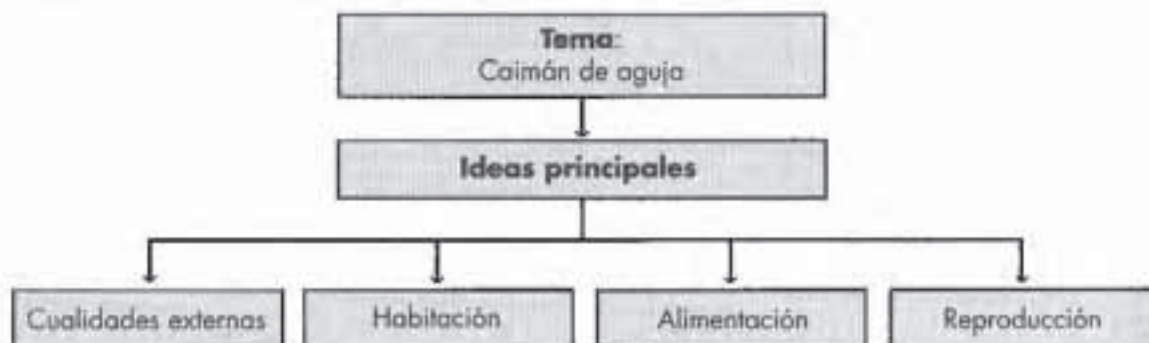 Tema:
Caimán de aguja
Ideas principales
Cualidades externas
Habitación
Alimentación
Reproducción